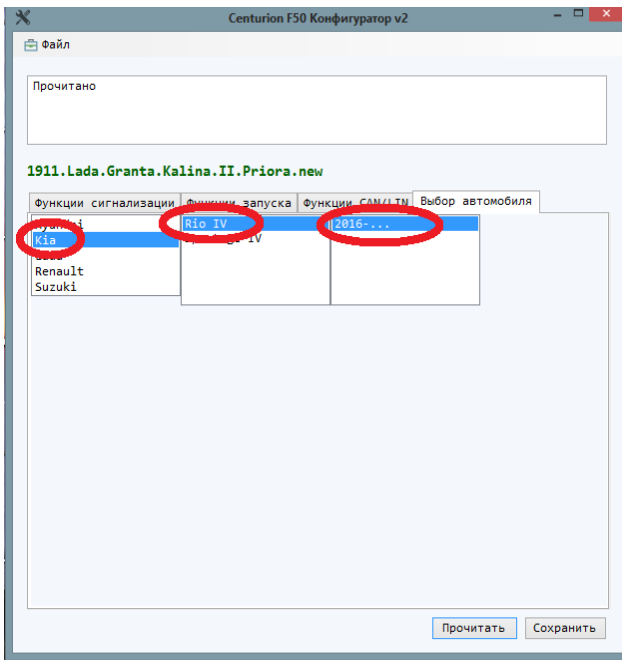 Centurion F50 Конфигуратор v2
Файл
Прочитано
1911.Lada.Granta.Kalina.II.Priora.new
Функции сигнализации Функции запуска Функции CAN/LIN Выбор автомобиля
Kia Rio IV 2016-...
Renault
Suzuki
Прочитать Сохранить